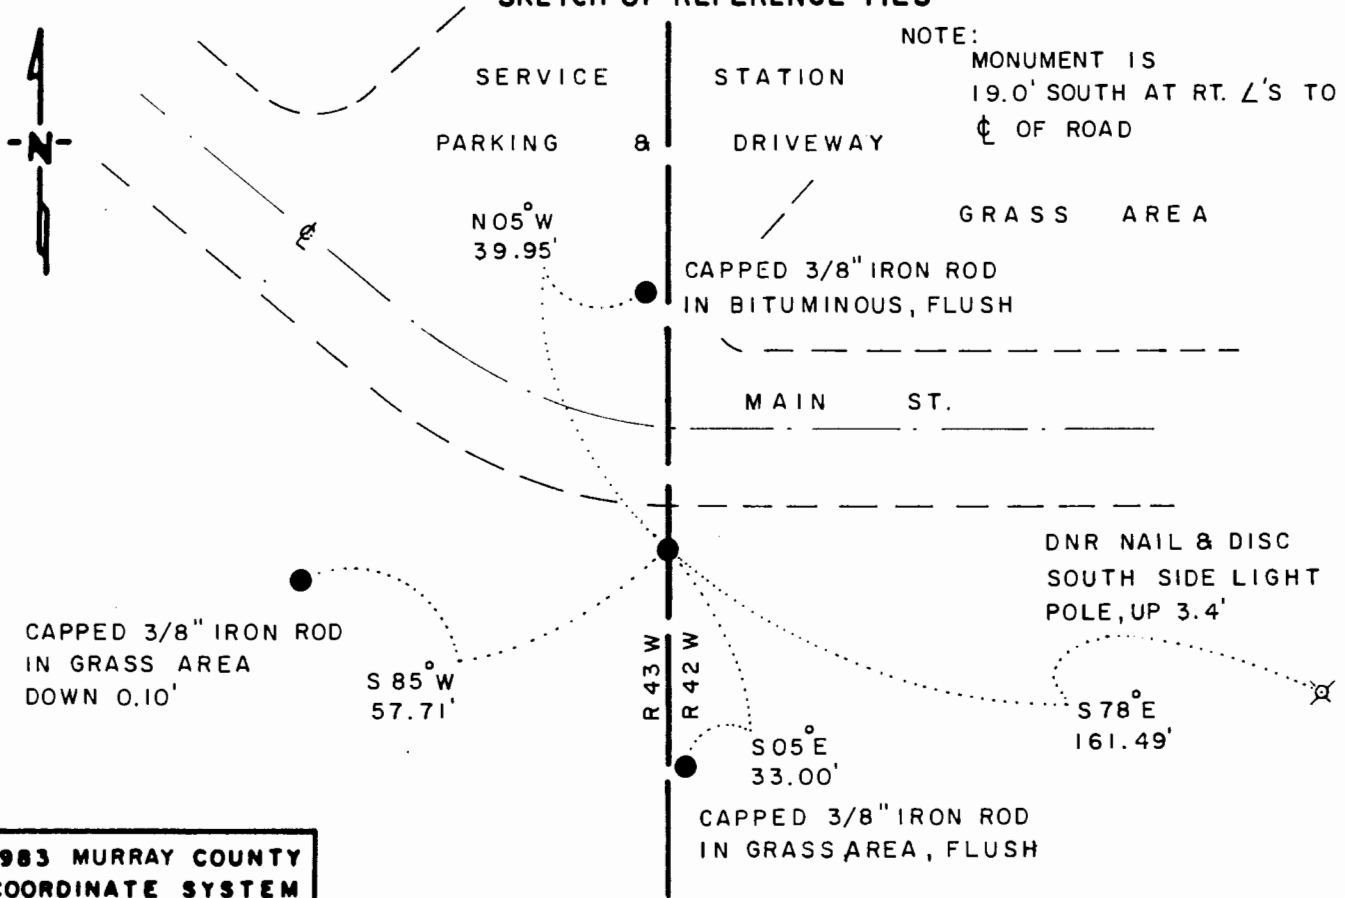 SKETCH OF REFERENCE TIES
NOTE:
MONUMENT IS
19.0' SOUTH AT RT. ∠'S TO
℄ OF ROAD
SERVICE STATION
PARKING & DRIVEWAY
-N-
GRASS AREA
N05°W
39.95'
℄
CAPPED 3/8" IRON ROD
IN BITUMINOUS, FLUSH
MAIN ST.
DNR NAIL & DISC
SOUTH SIDE LIGHT
POLE, UP 3.4'
CAPPED 3/8" IRON ROD
IN GRASS AREA
DOWN 0.10'
S 85°W
57.71'
R 43 W
R 42 W
S 78°E
161.49'
S05°E
33.00'
CAPPED 3/8" IRON ROD
IN GRASS AREA, FLUSH
983 MURRAY COUNTY
COORDINATE SYSTEM